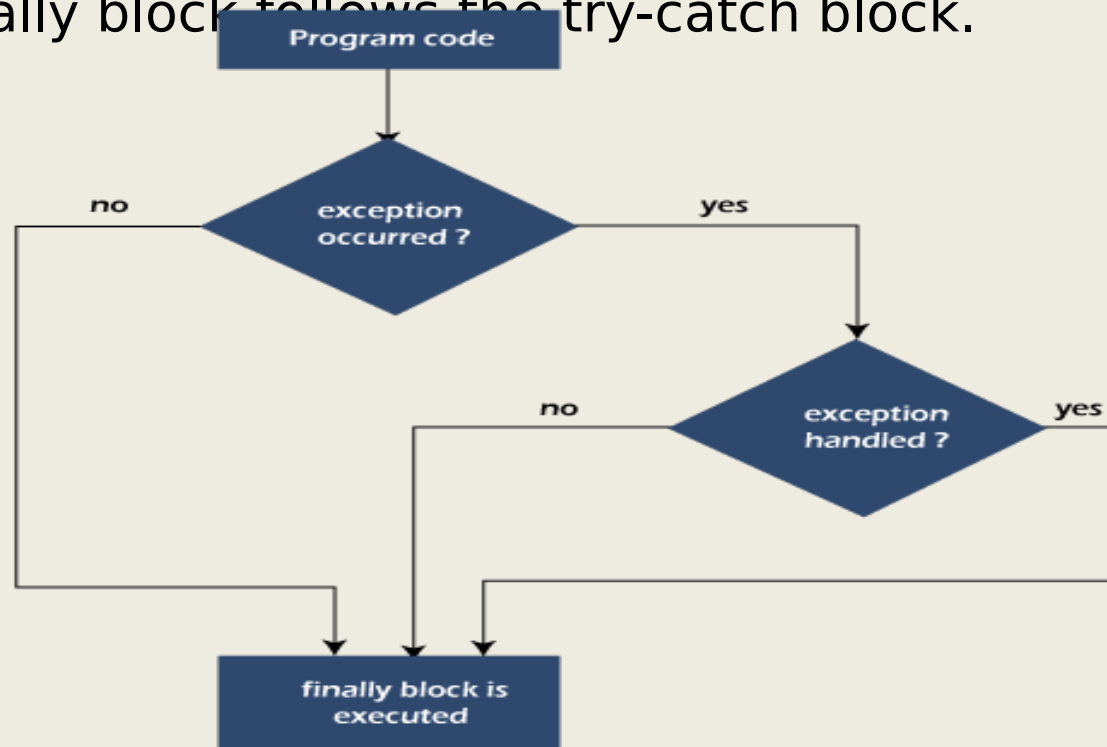 ally block follows the try-catch block.
Program code
exception
occurred ?
no
yes
exception
handled ?
no
yes
finally block is
executed